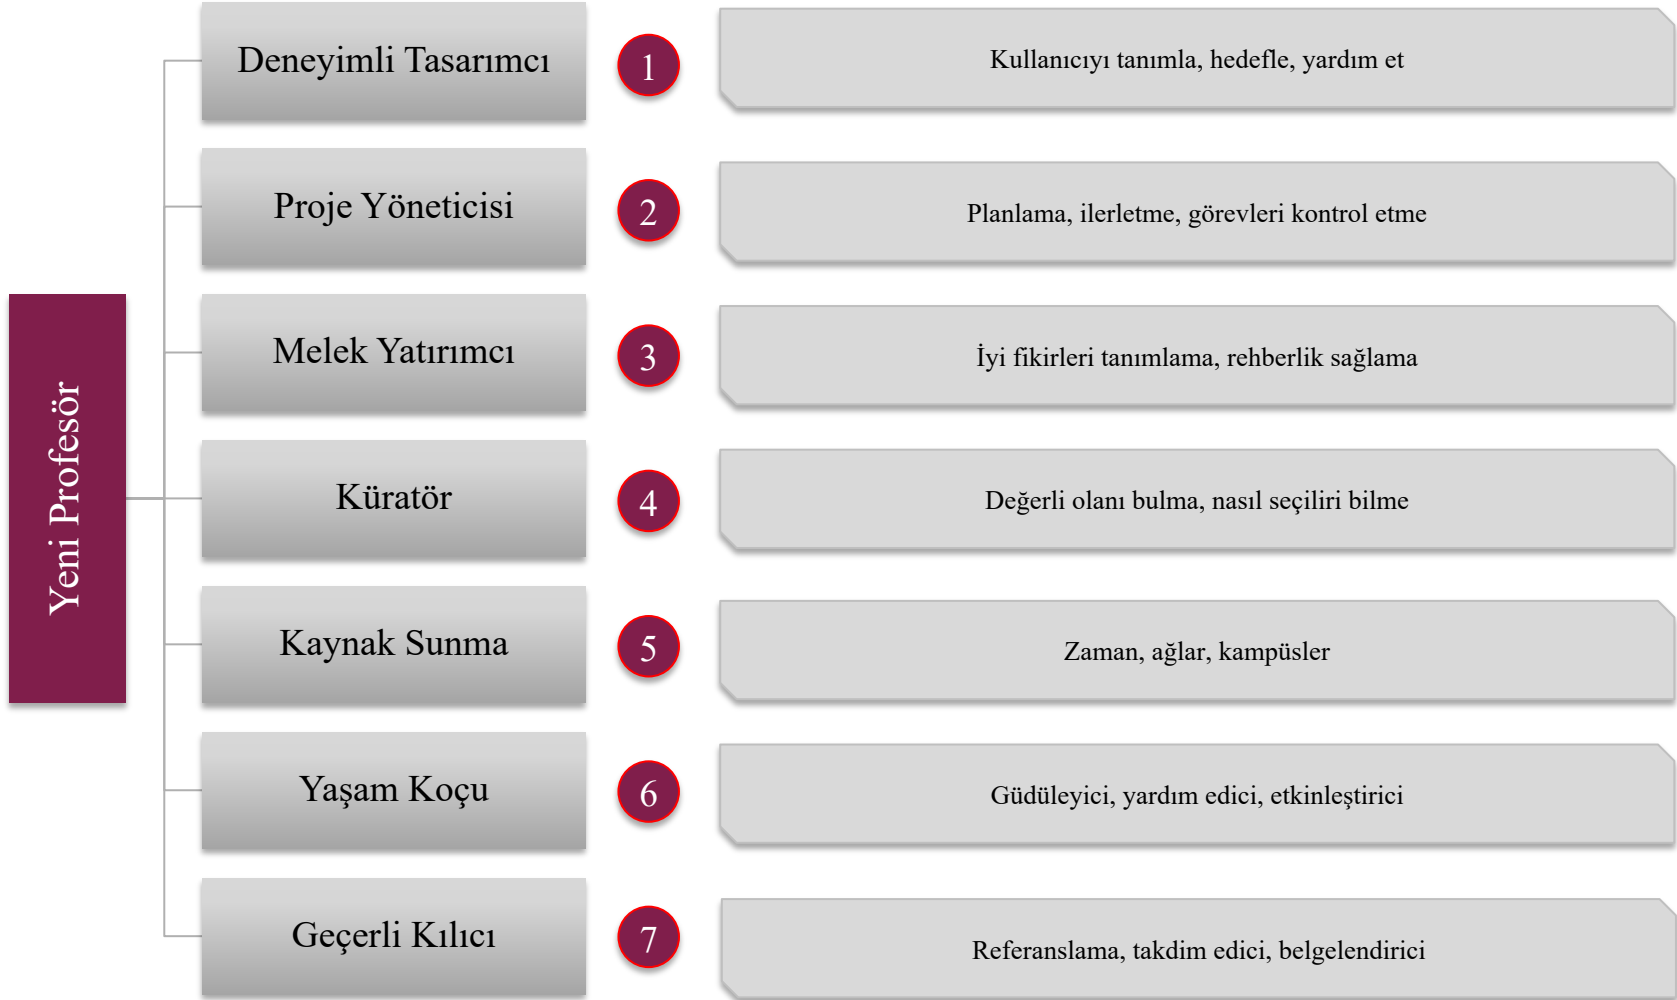 Yeni Profesör
Deneyimli Tasarımcı
1
Kullanıcıyı tanımla, hedefle, yardım et
Proje Yöneticisi
2
Planlama, ilerletme, görevleri kontrol etme
Melek Yatırımcı
3
İyi fikirleri tanımlama, rehberlik sağlama
Küratör
4
Değerli olanı bulma, nasıl seçiliri bilme
Kaynak Sunma
5
Zaman, ağlar, kampüsler
Yaşam Koçu
6
Güdüleyici, yardım edici, etkinleştirici
Geçerli Kılıcı
7
Referanslama, takdim edici, belgelendirici